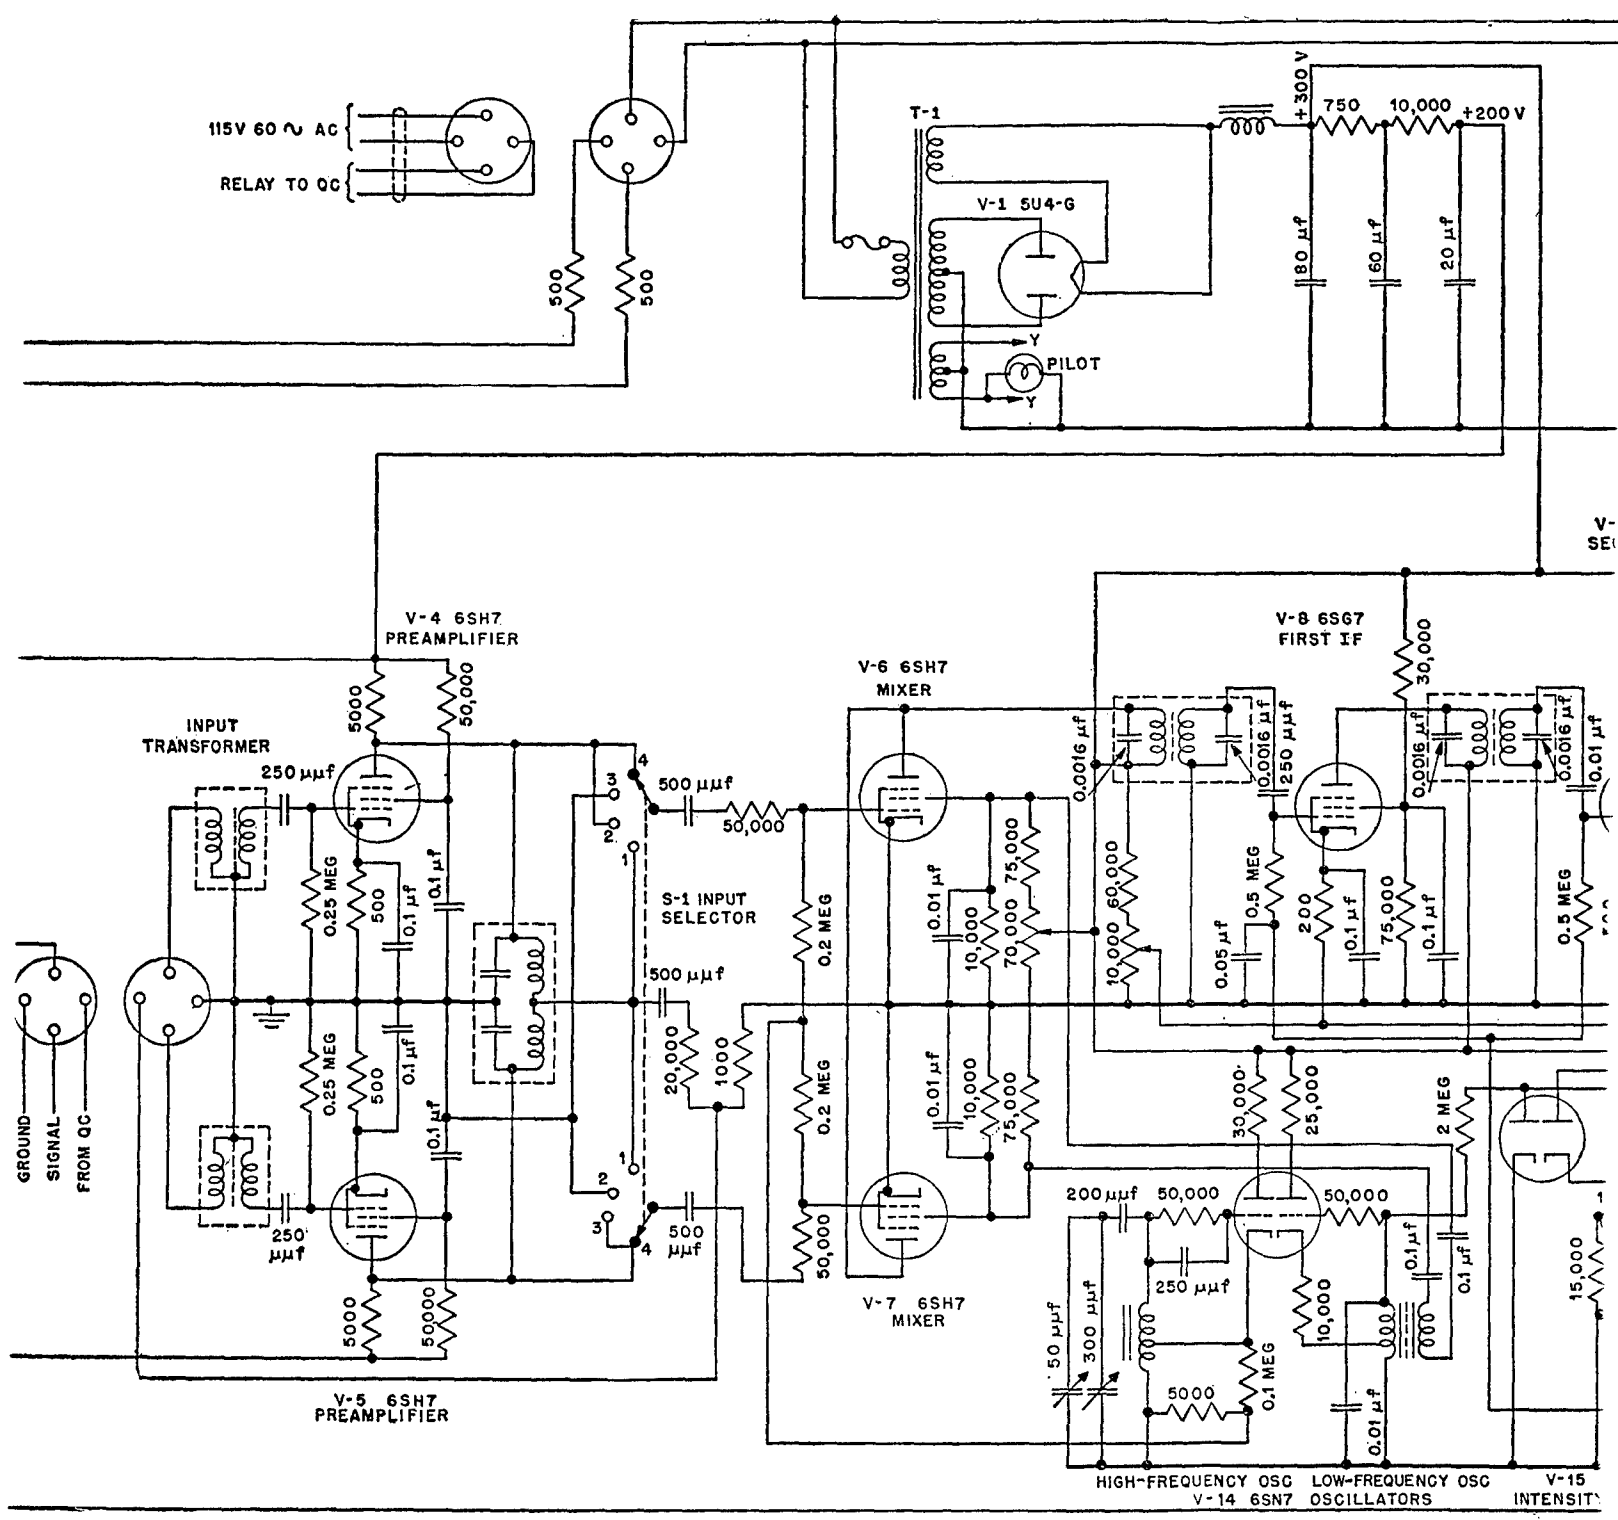 115V 60 ∿ AC
RELAY TO QC
500
500
T-1
V-1 5U4-G
Y
PILOT
Y
+300 V
750
10,000
+200 V
80 µf
60 µf
20 µf
V-4 6SH7
PREAMPLIFIER
5000
50,000
INPUT
TRANSFORMER
250 µµf
0.25 MEG
500
0.1 µf
0.1 µf
4
3
2
1
500 µµf
50,000
S-1 INPUT
SELECTOR
500 µµf
20,000
1000
V-6 6SH7
MIXER
0.2 MEG
0.01 µf
10,000
75,000
70,000
0.0016 µf
60,000
10,000
0.0016 µf
250 µµf
0.5 MEG
0.05 µf
V-8 6SG7
FIRST IF
30,000
200
0.1 µf
75,000
0.1 µf
0.0016 µf
0.0016 µf
0.01 µf
0.5 MEG
V-
GROUND
SIGNAL
FROM QC
0.25 MEG
500
0.1 µf
0.1 µf
250
µµf
5000
50,000
V-5 6SH7
PREAMPLIFIER
1
2
3
4
500
µµf
0.2 MEG
50,000
0.01 µf
10,000
75,000
V-7 6SH7
MIXER
30,000
25,000
2 MEG
200 µµf
50,000
50,000
250 µµf
50 µµf
300 µµf
5000
0.1 MEG
10,000
0.01 µf
0.1 µf
0.1 µf
15,000
HIGH-FREQUENCY OSC LOW-FREQUENCY OSC
V-14 6SN7 OSCILLATORS
V-15